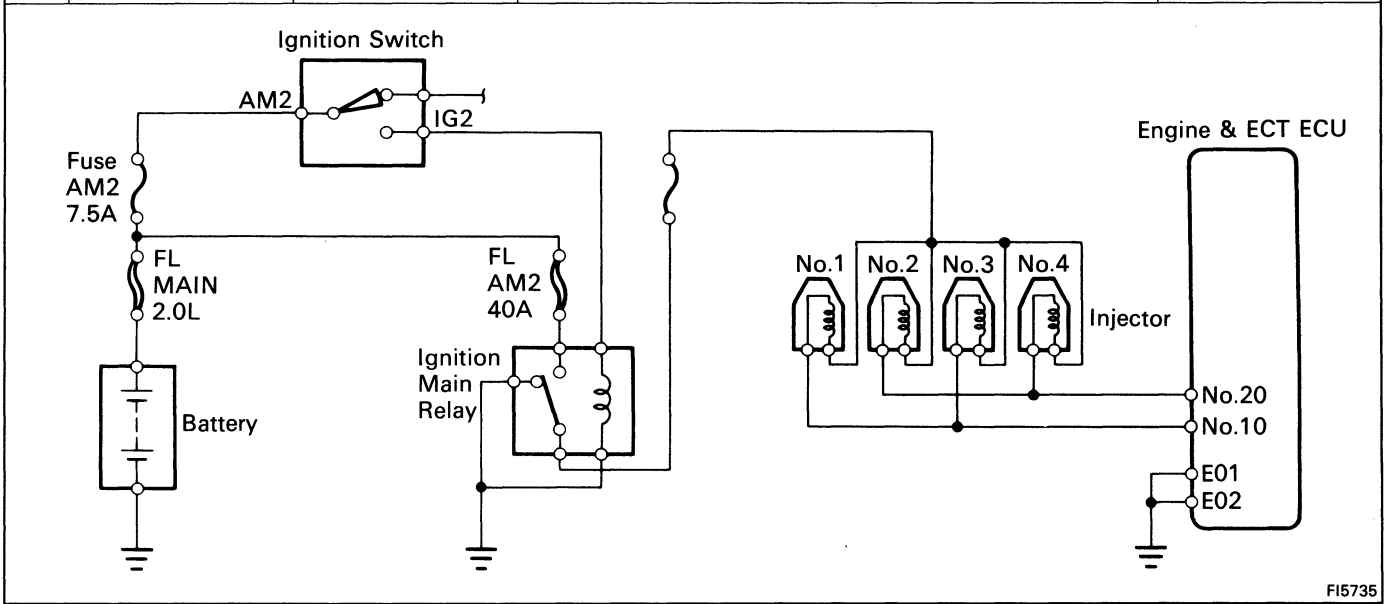 Ignition Switch
AM2
IG2
Engine & ECT ECU
Fuse
AM2
7.5A
FL
MAIN
2.0L
FL
AM2
40A
No.1
No.2
No.3
No.4
Injector
Ignition
Main
Relay
Battery
No.20
No.10
E01
E02
FI5735